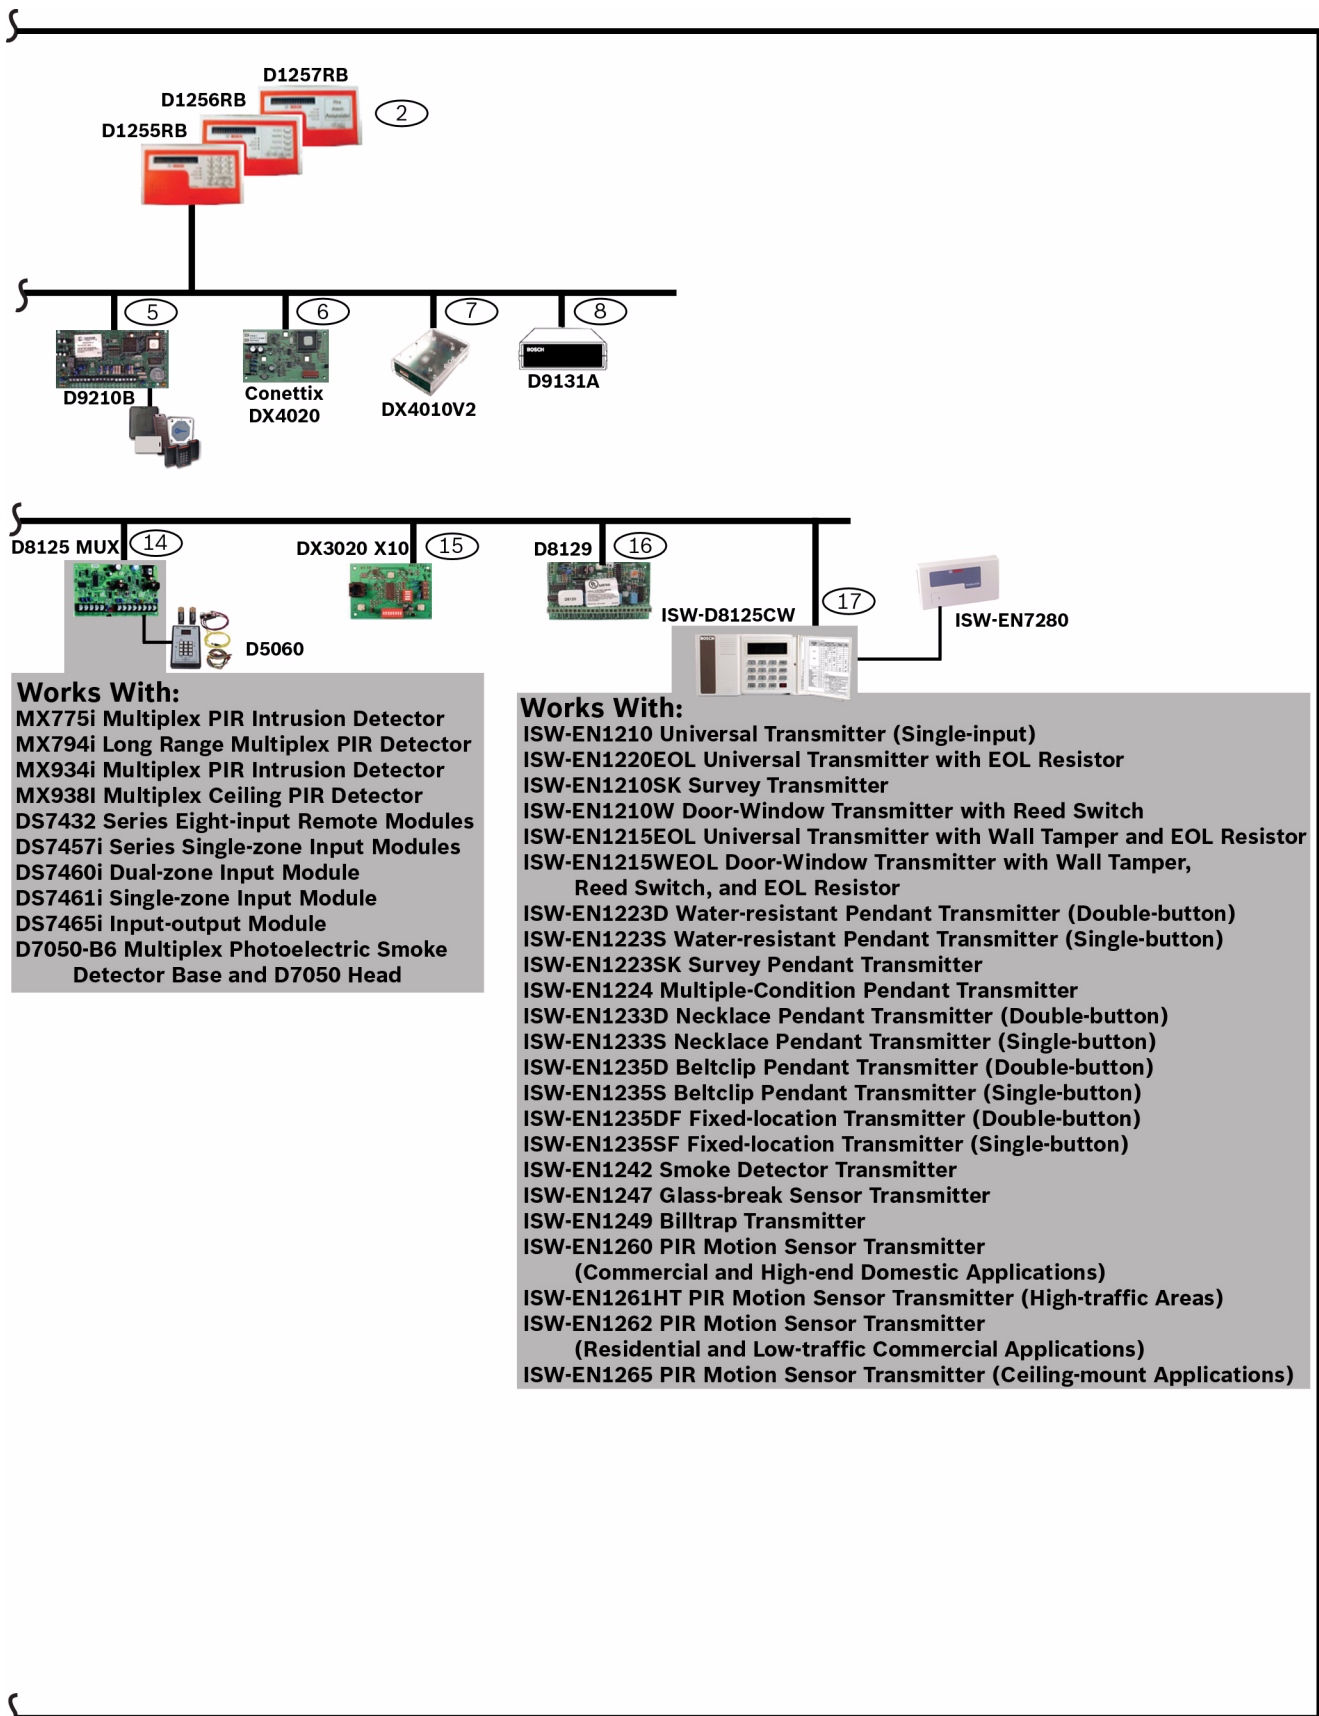 D1257RB
D1256RB
2
D1255RB
5
6
7
8
BOSCH
D9210B
Conettix
DX4020
DX4010V2
D9131A
D8125 MUX
14
DX3020 X10
15
D8129
16
ISW-D8125CW
17
ISW-EN7280
BOSCH
D5060
Works With:
MX775i Multiplex PIR Intrusion Detector
MX794i Long Range Multiplex PIR Detector
MX934i Multiplex PIR Intrusion Detector
MX938I Multiplex Ceiling PIR Detector
DS7432 Series Eight-input Remote Modules
DS7457i Series Single-zone Input Modules
DS7460i Dual-zone Input Module
DS7461i Single-zone Input Module
DS7465i Input-output Module
D7050-B6 Multiplex Photoelectric Smoke
Detector Base and D7050 Head
Works With:
ISW-EN1210 Universal Transmitter (Single-input)
ISW-EN1220EOL Universal Transmitter with EOL Resistor
ISW-EN1210SK Survey Transmitter
ISW-EN1210W Door-Window Transmitter with Reed Switch
ISW-EN1215EOL Universal Transmitter with Wall Tamper and EOL Resistor
ISW-EN1215WEOL Door-Window Transmitter with Wall Tamper,
Reed Switch, and EOL Resistor
ISW-EN1223D Water-resistant Pendant Transmitter (Double-button)
ISW-EN1223S Water-resistant Pendant Transmitter (Single-button)
ISW-EN1223SK Survey Pendant Transmitter
ISW-EN1224 Multiple-Condition Pendant Transmitter
ISW-EN1233D Necklace Pendant Transmitter (Double-button)
ISW-EN1233S Necklace Pendant Transmitter (Single-button)
ISW-EN1235D Beltclip Pendant Transmitter (Double-button)
ISW-EN1235S Beltclip Pendant Transmitter (Single-button)
ISW-EN1235DF Fixed-location Transmitter (Double-button)
ISW-EN1235SF Fixed-location Transmitter (Single-button)
ISW-EN1242 Smoke Detector Transmitter
ISW-EN1247 Glass-break Sensor Transmitter
ISW-EN1249 Billtrap Transmitter
ISW-EN1260 PIR Motion Sensor Transmitter
(Commercial and High-end Domestic Applications)
ISW-EN1261HT PIR Motion Sensor Transmitter (High-traffic Areas)
ISW-EN1262 PIR Motion Sensor Transmitter
(Residential and Low-traffic Commercial Applications)
ISW-EN1265 PIR Motion Sensor Transmitter (Ceiling-mount Applications)